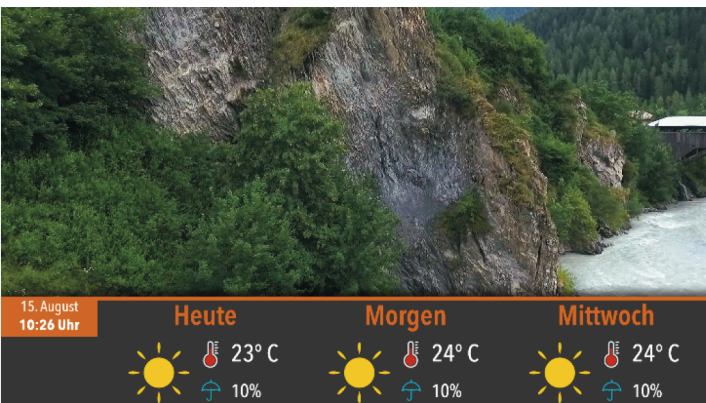 15. August
10:26 Uhr
Heute
23° C
10%
Morgen
24° C
10%
Mittwoch
24° C
10%